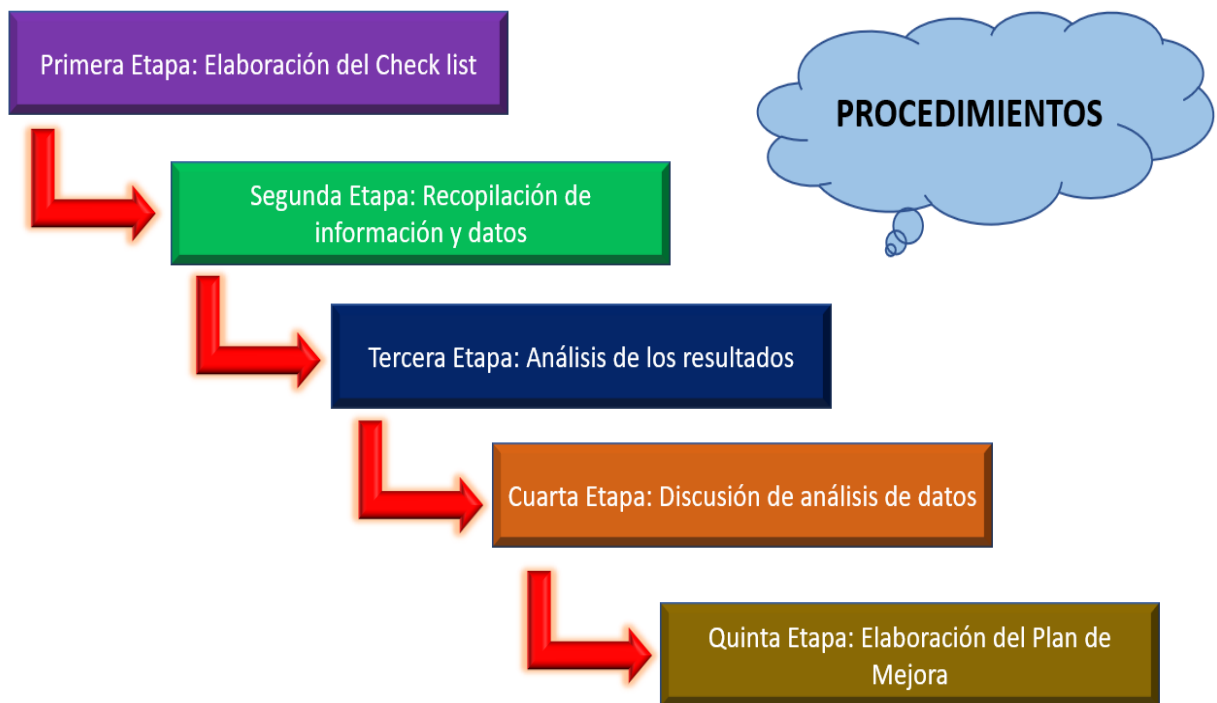 Primera Etapa: Elaboración del Check list
PROCEDIMIENTOS
Segunda Etapa: Recopilación de
información y datos
Tercera Etapa: Análisis de los resultados
Cuarta Etapa: Discusión de análisis de datos
Quinta Etapa: Elaboración del Plan de
Mejora